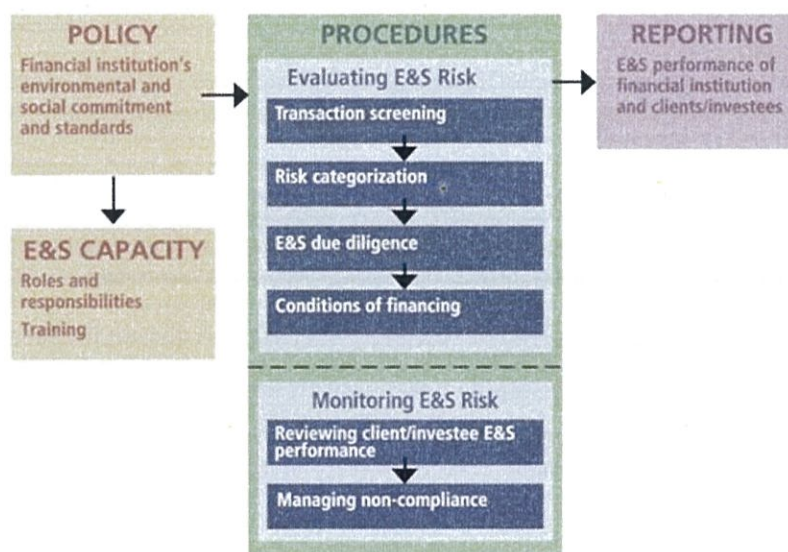 POLICY
Financial institution's
environmental and
social commitment
and standards
E&S CAPACITY
Roles and
responsibilities
Training
PROCEDURES
Evaluating E&S Risk
Transaction screening
Risk categorization
E&S due diligence
Conditions of financing
Monitoring E&S Risk
Reviewing client/investee E&S
performance
Managing non-compliance
REPORTING
E&S performance of
financial institution
and clients/investees